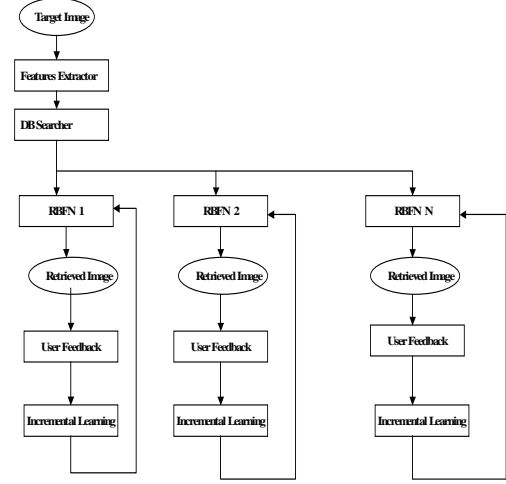 Target Image
Features Extractor
DB Searcher
RBFN 1
RBFN 2
RBFN N
Retrieved Image
Retrieved Image
Retrieved Image
User Feedback
User Feedback
User Feedback
Incremental Learning
Incremental Learning
Incremental Learning